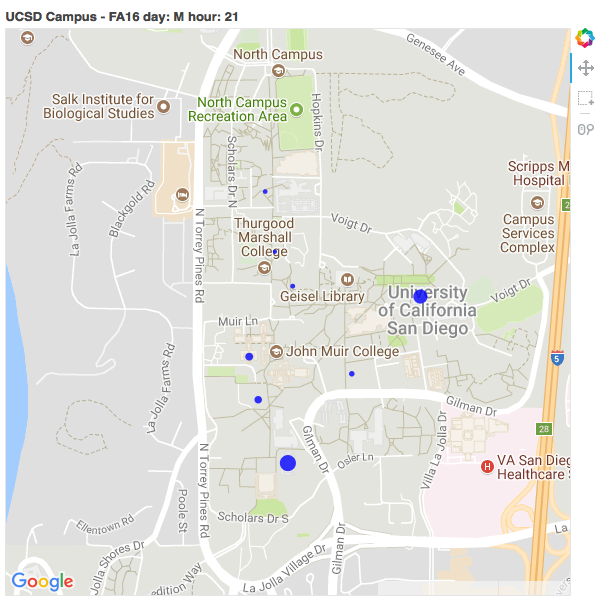 UCSD Campus - FA16 day: M hour: 21
Genesee Ave
North Campus
Salk Institute for
Biological Studies
North Campus
Recreation Area
Hopkins Dr
Scholars Dr N
Scripps M
Hospital
La Jolla Farms Rd
Blackgold Rd
2
N Torrey Pines Rd
Thurgood
Marshall
College
Voigt Dr
Campus
Services
Complex
Geisel Library
University
of California
San Diego
Voigt Dr
Muir Ln
John Muir College
5
La Jolla Farms Rd
Gilman Dr
28
N Torrey Pines Rd
Gilman Dr
Osler Ln
Villa La Jolla Dr
H
VA San Dieg
Healthcare S
Poole St
Ellentown Rd
Scholars Dr S
La
Jolla Shores Dr
Gilman Dr
La Jolla Village Dr
edition Way
Google